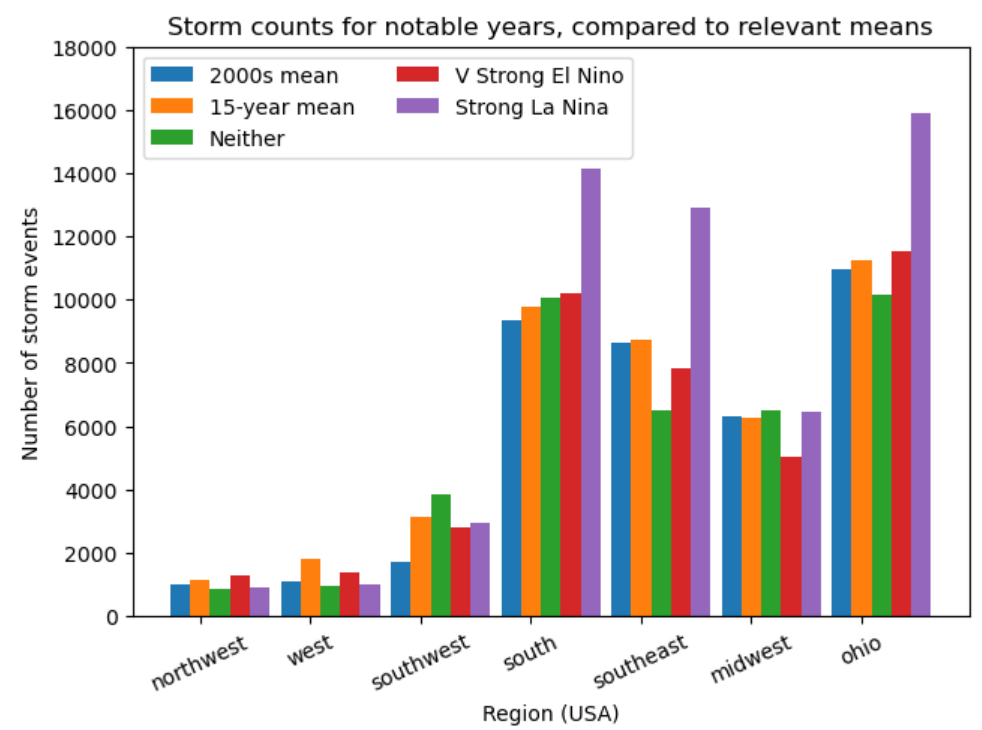 Storm counts for notable years, compared to relevant means
18000
16000
14000
12000
10000
8000
6000
4000
2000
0
Number of storm events
2000s mean
15-year mean
Neither
V Strong El Nino
Strong La Nina
northwest
west
southwest
south
southeast
midwest
ohio
Region (USA)